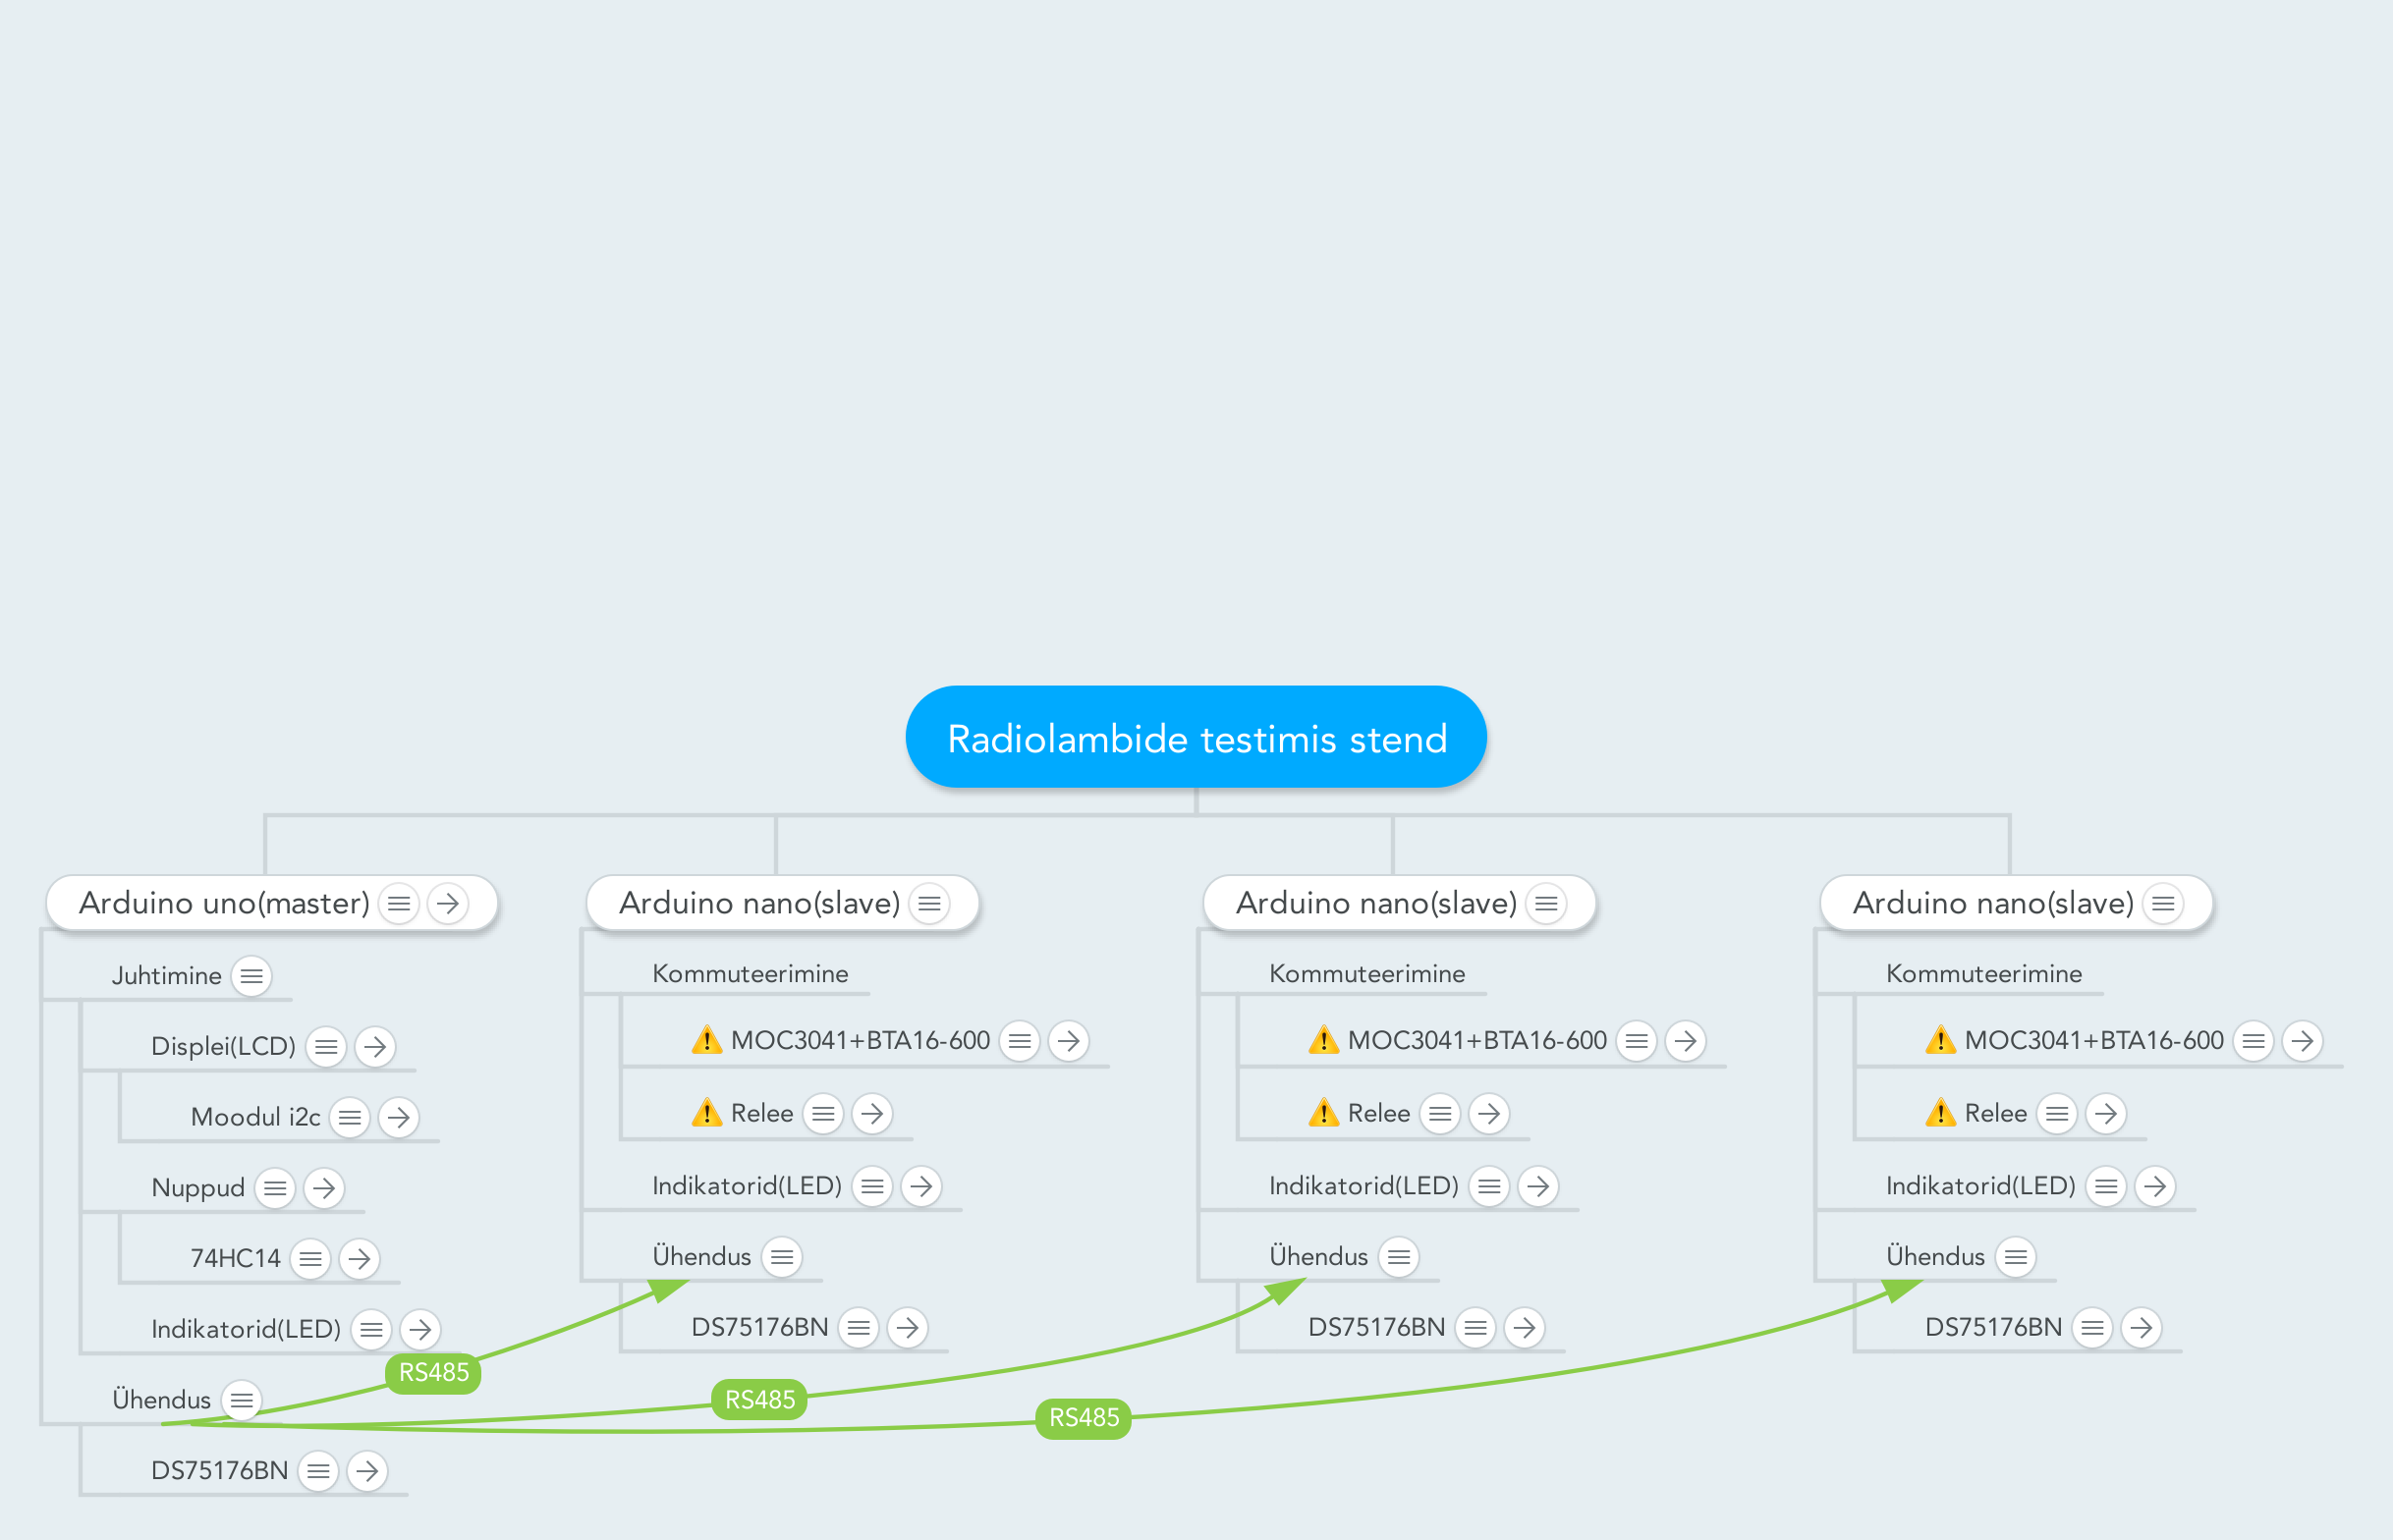 Radiolambide testimis stend
Arduino uno(master)
Juhtimine
Displei(LCD)
Moodul i2c
Nuppud
74HC14
Indikatorid(LED)
Ühendus
DS75176BN
Arduino nano(slave)
Kommuteerimine
MOC3041+BTA16-600
Relee
Indikatorid(LED)
Ühendus
DS75176BN
Arduino nano(slave)
Kommuteerimine
MOC3041+BTA16-600
Relee
Indikatorid(LED)
Ühendus
DS75176BN
Arduino nano(slave)
Kommuteerimine
MOC3041+BTA16-600
Relee
Indikatorid(LED)
Ühendus
DS75176BN
RS485
RS485
RS485